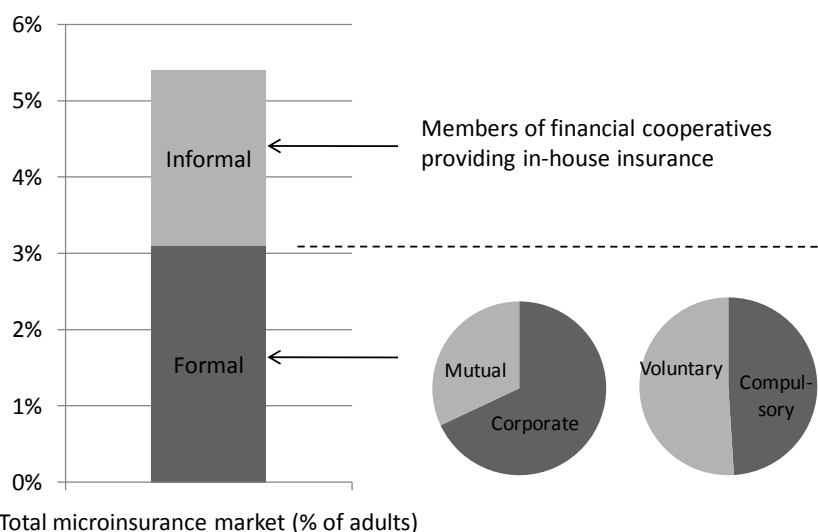 6%
5%
4%
3%
2%
1%
0%
Informal
Formal
Members of financial cooperatives
providing in-house insurance
Mutual
Corporate
Voluntary
Compul-
sory
Total microinsurance market (% of adults)